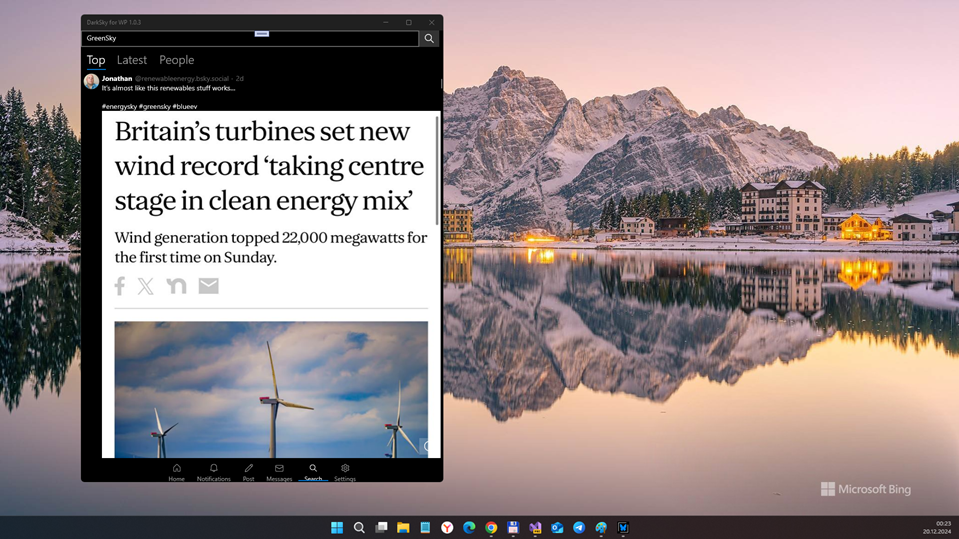 DarkSky for WP 1.0.3
GreenSky
Top Latest People
Jonathan @renewableenergy.bsky.social · 2d
It's almost like this renewables stuff works...
#energysky #greensky #blueev
Britain's turbines set new
wind record ‘taking centre
stage in clean energy mix’
Wind generation topped 22,000 megawatts for
the first time on Sunday.
Home Notifications Post Messages Search Settings
Microsoft Bing
00:23
20.12.2024